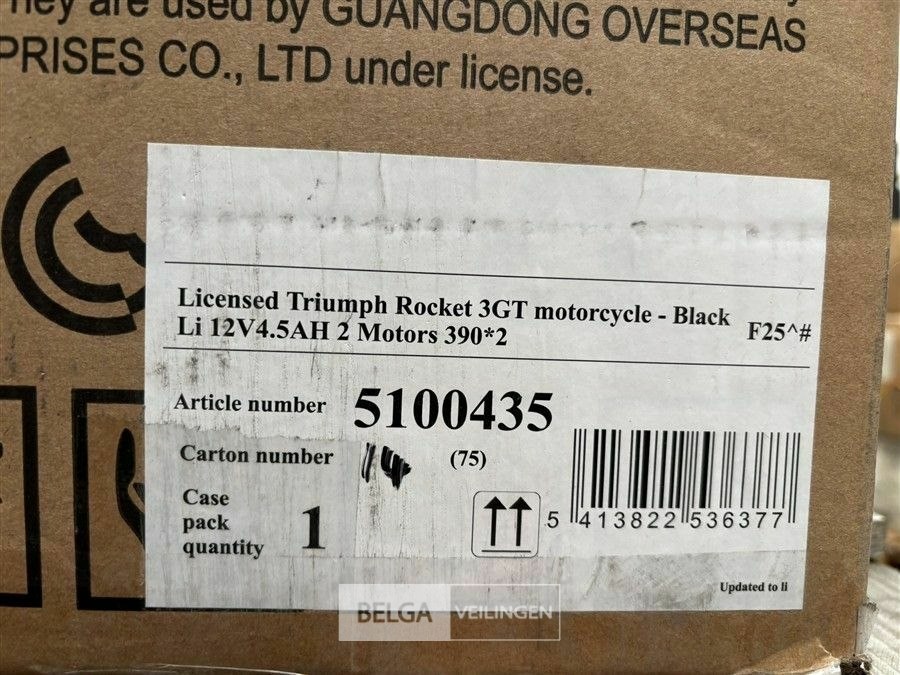 hey are used by GUANGDONG OVERSEAS
PRISES CO., LTD under license.
Licensed Triumph Rocket 3GT motorcycle - Black
Li 12V4.5AH 2 Motors 390*2
F25^#
Article number 5100435
Carton number 14 (75)
Case
pack
quantity
1
5 413822 536377
Updated to li
BELGA VEILINGEN